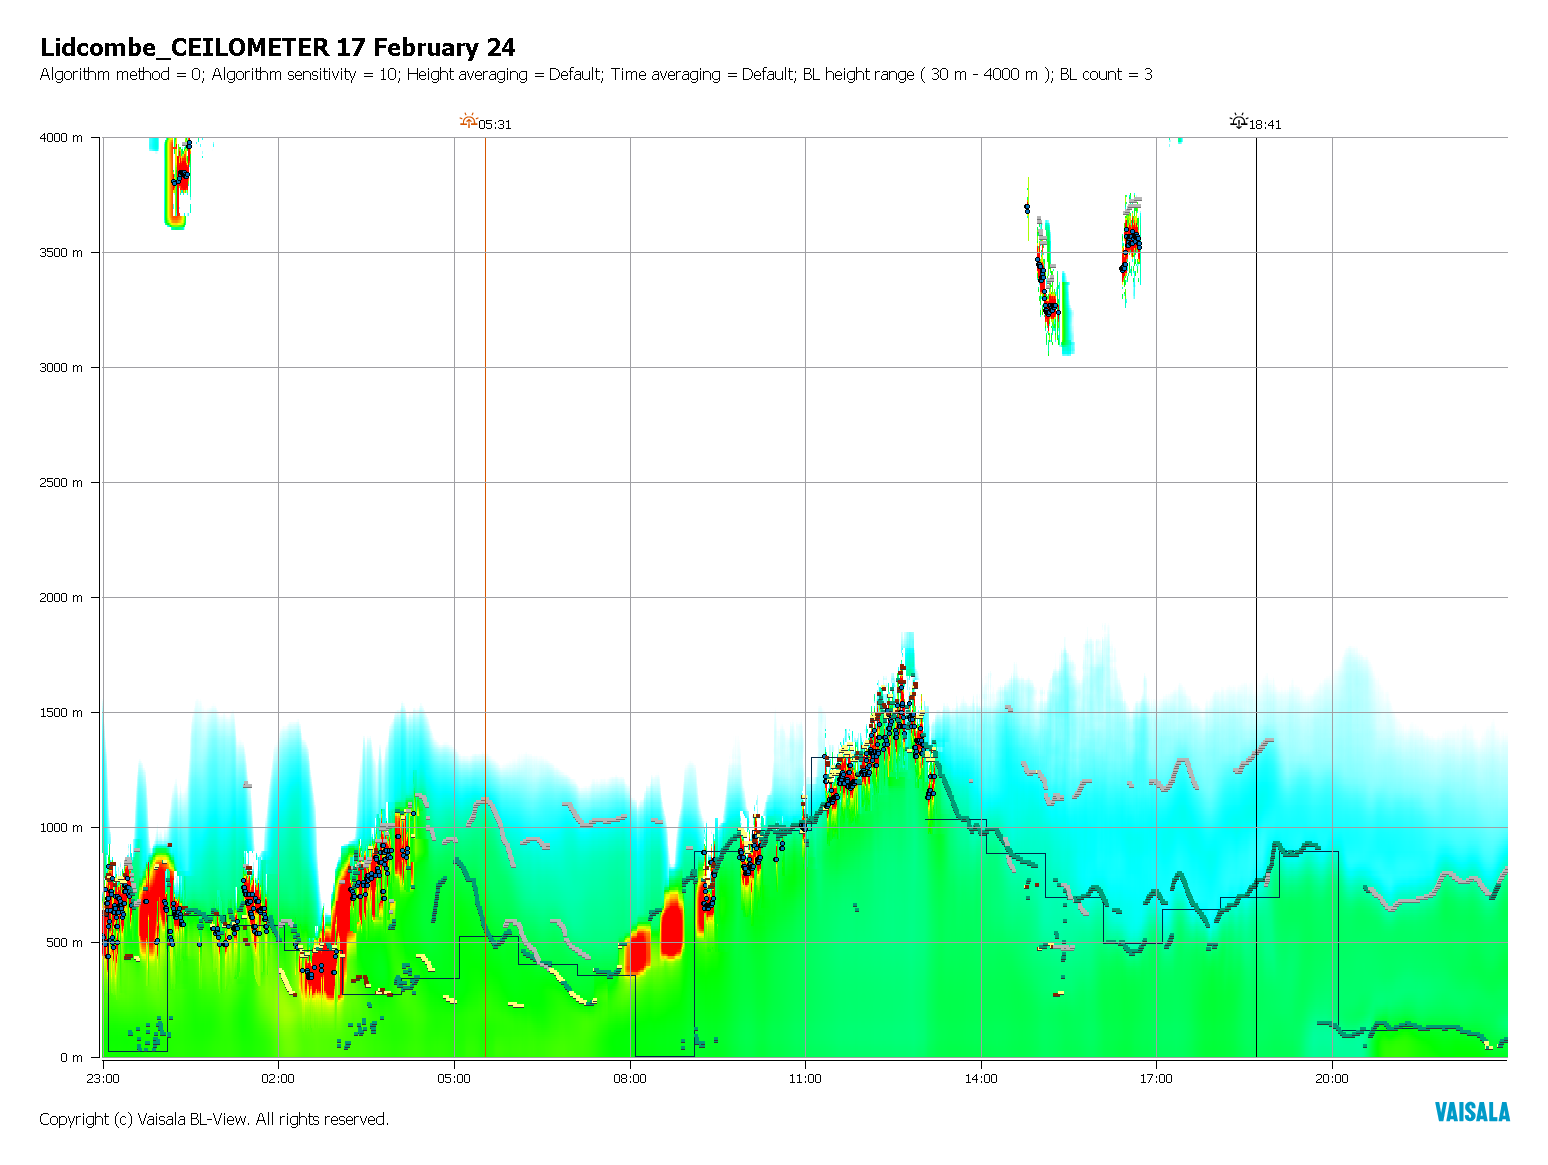 Lidcombe_CEILOMETER 17 February 24
Algorithm method = 0; Algorithm sensitivity = 10; Height averaging = Default; Time averaging = Default; BL height range ( 30 m - 4000 m ); BL count = 3
05:31
18:41
4000 m
3500 m
3000 m
2500 m
2000 m
1500 m
1000 m
500 m
0 m
23:00 02:00 05:00 08:00 11:00 14:00 17:00 20:00
Copyright (c) Vaisala BL-View. All rights reserved.
VAISALA